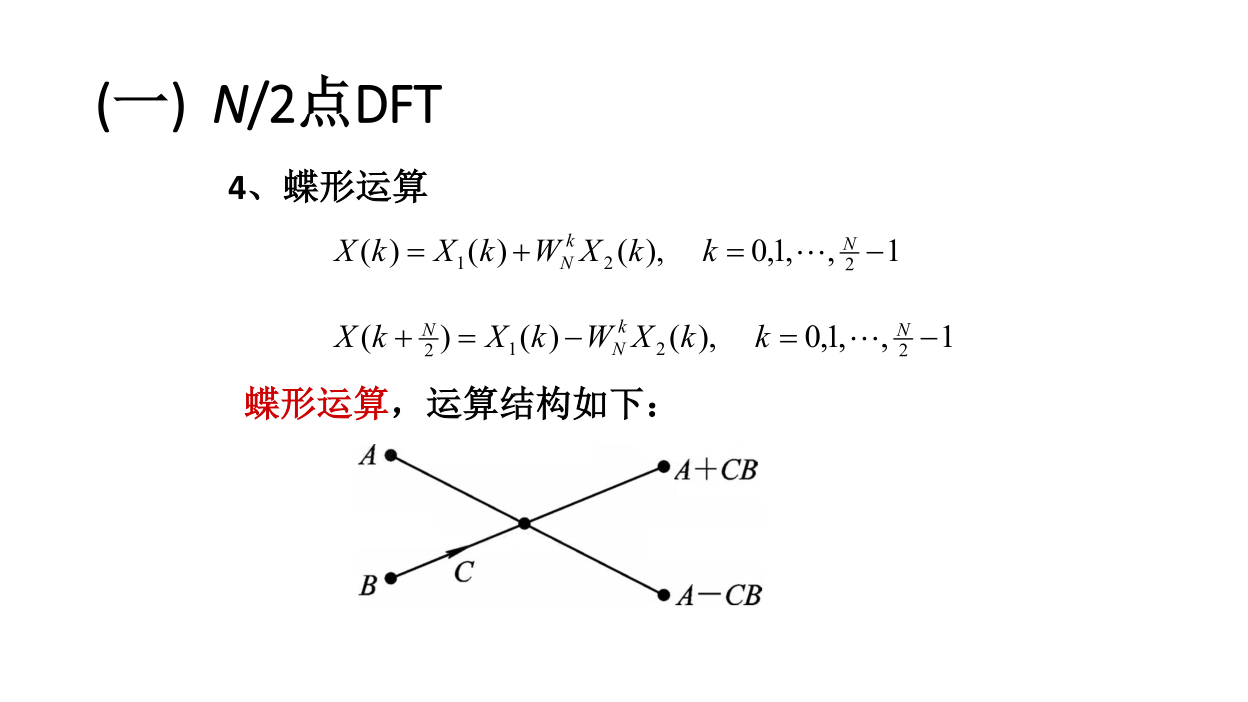 (一) N/2点DFT
4、蝶形运算
X(k) = X₁(k) + W_N^k X₂(k),  k = 0,1,⋯, N/2 − 1
X(k + N/2) = X₁(k) − W_N^k X₂(k),  k = 0,1,⋯, N/2 − 1
蝶形运算，运算结构如下：
A
A＋CB
C
B
A－CB